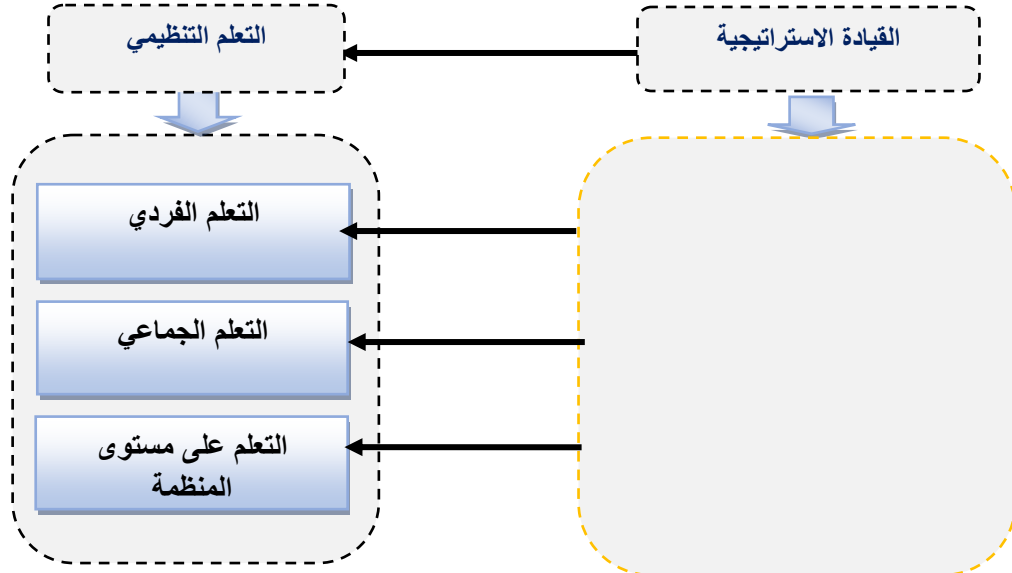 القيادة الاستراتيجية
التعلم التنظيمي
التعلم الفردي
التعلم الجماعي
التعلم على مستوى
المنظمة